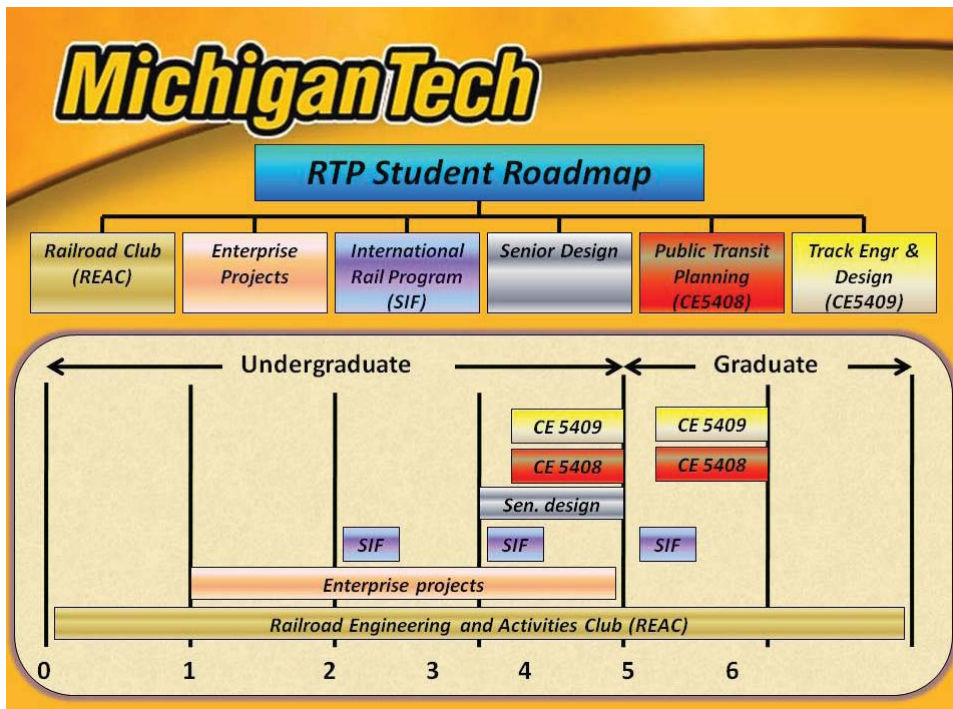 Michigan Tech
RTP Student Roadmap
Railroad Club
(REAC)
Enterprise
Projects
International
Rail Program
(SIF)
Senior Design
Public Transit
Planning
(CE5408)
Track Engr &
Design
(CE5409)
Undergraduate
Graduate
CE 5409
CE 5409
CE 5408
CE 5408
Sen. design
SIF
SIF
SIF
Enterprise projects
Railroad Engineering and Activities Club (REAC)
0 1 2 3 4 5 6